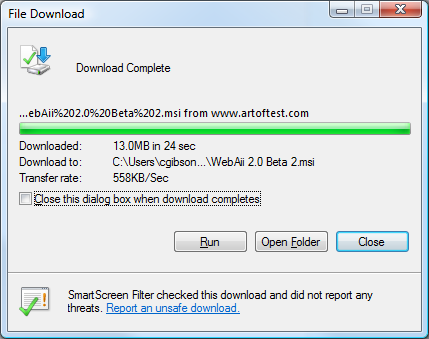 File Download
Download Complete
...ebAii%202.0%20Beta%202.msi from www.artoftest.com
Downloaded: 13.0MB in 24 sec
Download to: C:\Users\cgibson...\WebAii 2.0 Beta 2.msi
Transfer rate: 558KB/Sec
Close this dialog box when download completes
Run Open Folder Close
SmartScreen Filter checked this download and did not report any
threats. Report an unsafe download.